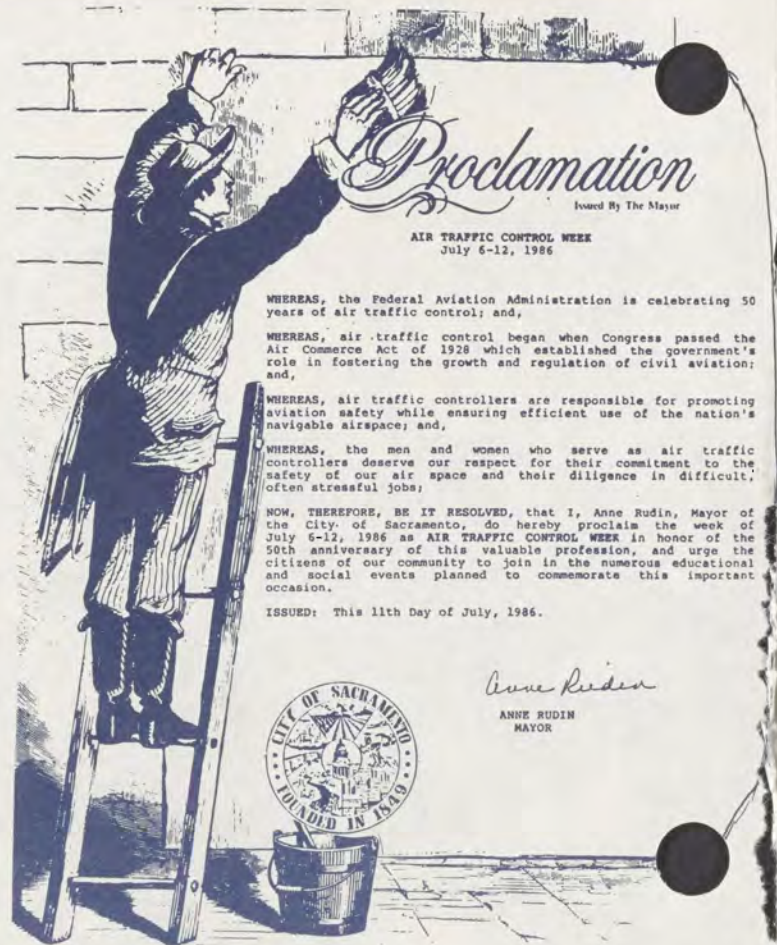 Proclamation
Issued By The Mayor
AIR TRAFFIC CONTROL WEEK
July 6-12, 1986
WHEREAS, the Federal Aviation Administration is celebrating 50
years of air traffic control; and,
WHEREAS, air traffic control began when Congress passed the
Air Commerce Act of 1928 which established the government's
role in fostering the growth and regulation of civil aviation;
and,
WHEREAS, air traffic controllers are responsible for promoting
aviation safety while ensuring efficient use of the nation's
navigable airspace; and,
WHEREAS, the men and women who serve as air traffic
controllers deserve our respect for their commitment to the
safety of our air space and their diligence in difficult,
often stressful jobs;
NOW, THEREFORE, BE IT RESOLVED, that I, Anne Rudin, Mayor of
the City of Sacramento, do hereby proclaim the week of
July 6-12, 1986 as AIR TRAFFIC CONTROL WEEK in honor of the
50th anniversary of this valuable profession, and urge the
citizens of our community to join in the numerous educational
and social events planned to commemorate this important
occasion.
ISSUED: This 11th Day of July, 1986.
Anne Rudin
ANNE RUDIN
MAYOR
CITY OF SACRAMENTO
FOUNDED IN 1849